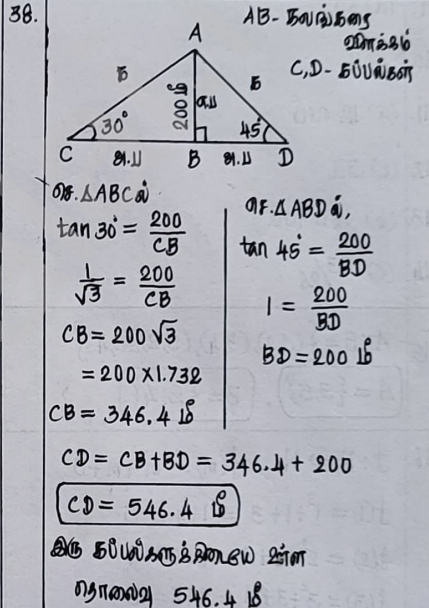 38.
AB - கலங்கரை
விளக்கம்
C, D - கப்பல்கள்
A
க
க
200 மீ
எ.ப
30°
45°
C
அ.ப
B
அ.ப
D
செ.ΔABCல்
tan 30° = 200/CB
1/√3 = 200/CB
CB = 200√3
= 200 × 1.732
CB = 346.4 மீ
செ.ΔABDல்,
tan 45° = 200/BD
1 = 200/BD
BD = 200 மீ
CD = CB + BD = 346.4 + 200
CD = 546.4 மீ
இரு கப்பல்களுக்கிடையே உள்ள
தொலைவு 546.4 மீ